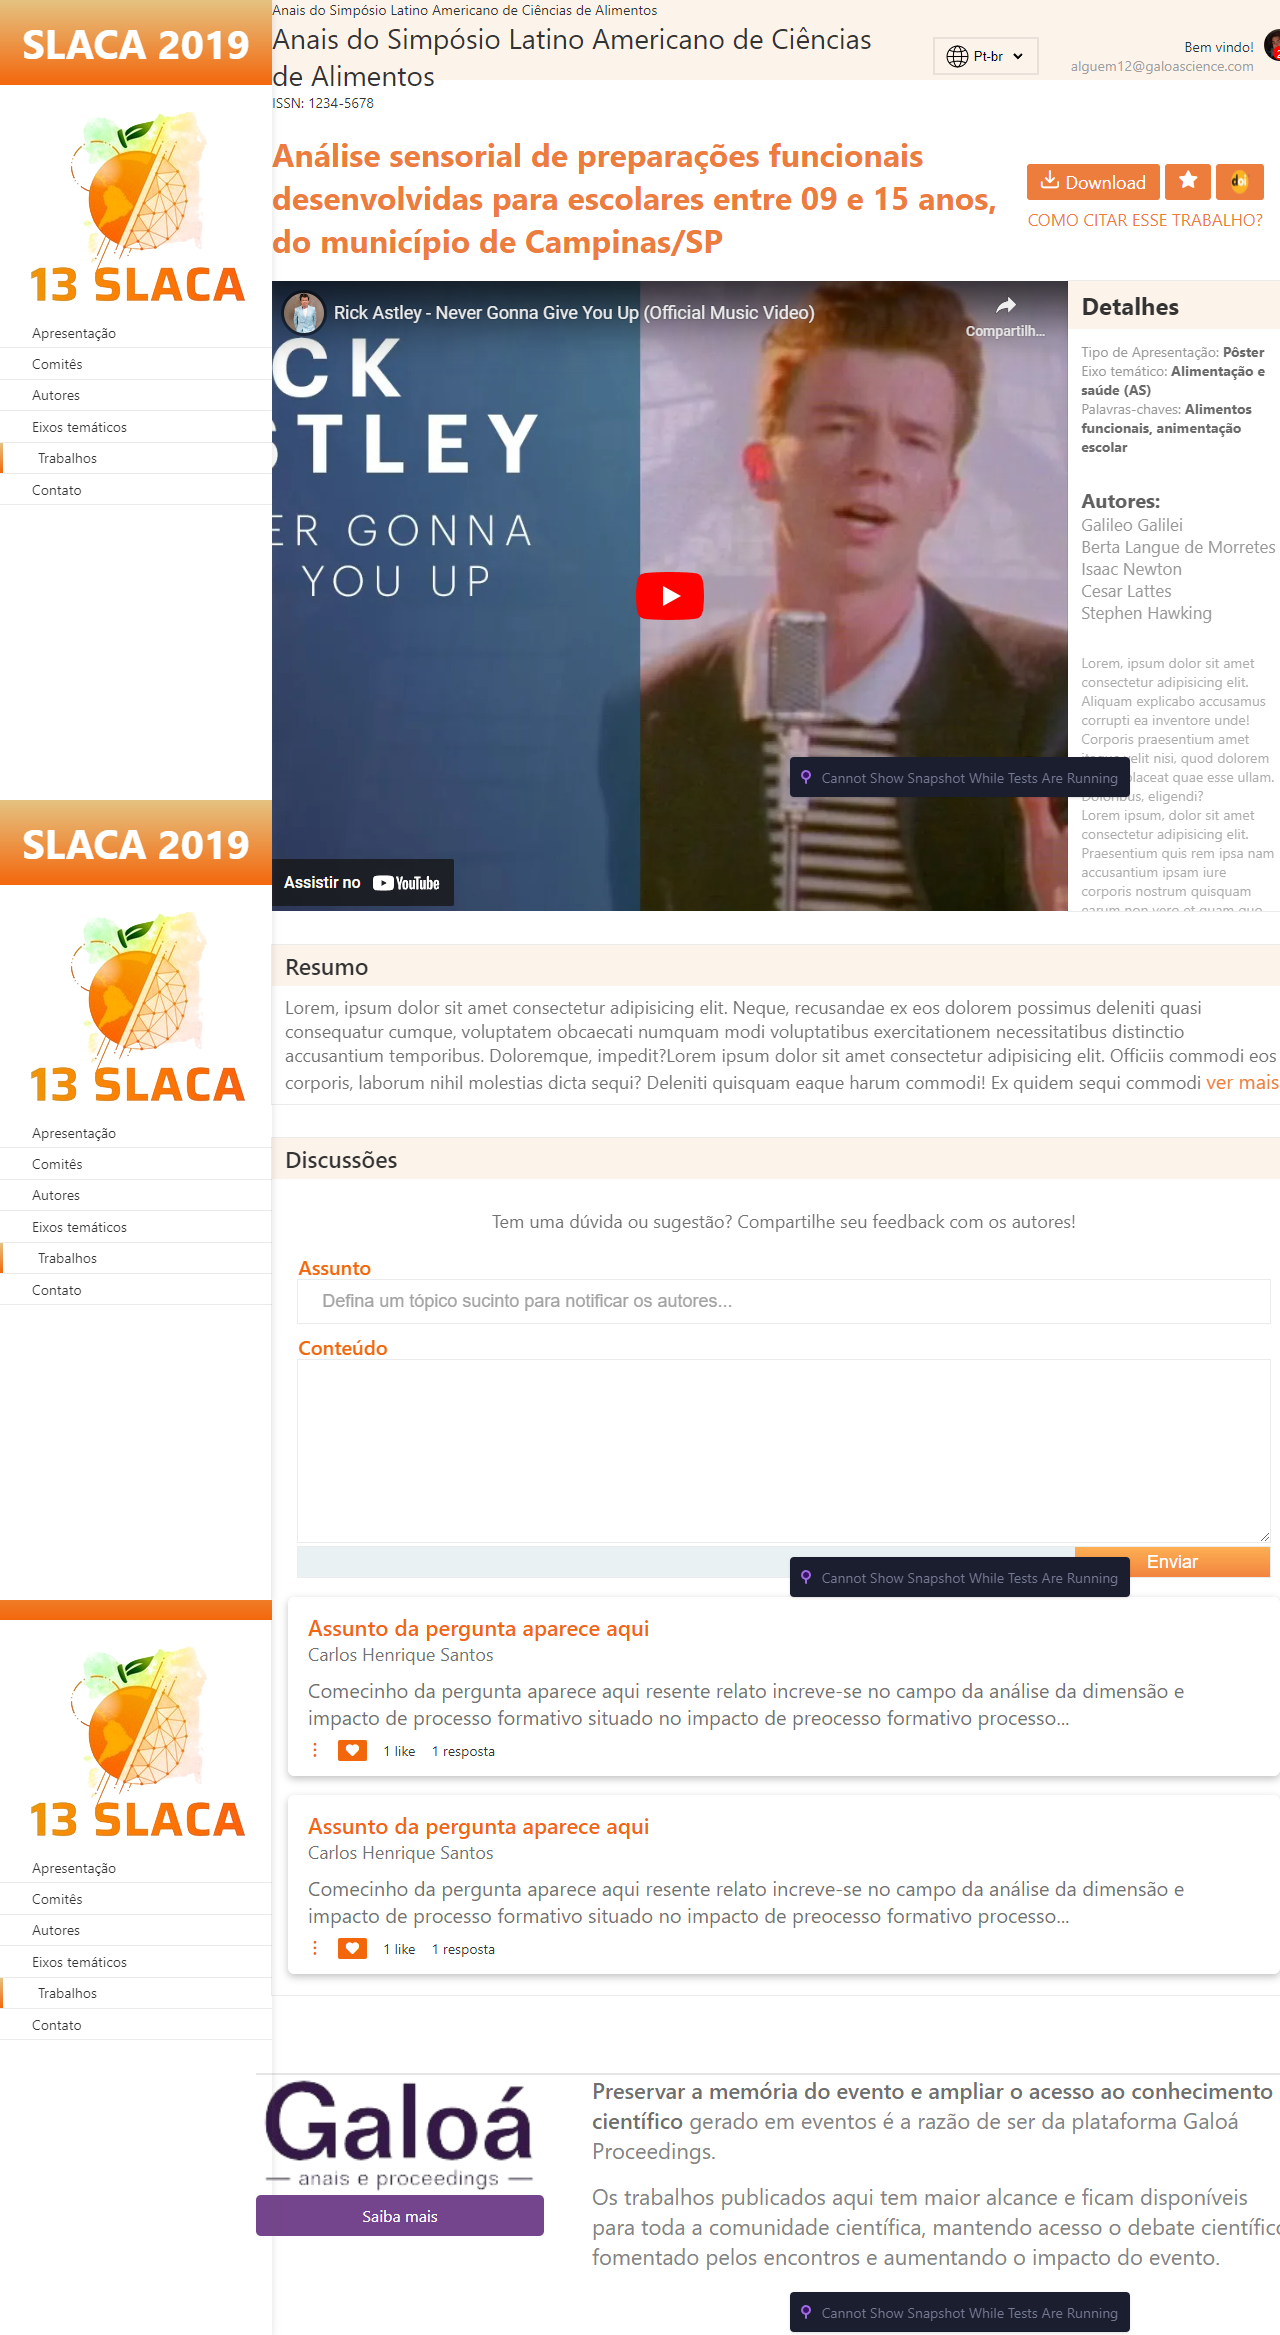 SLACA 2019
13 SLACA
Apresentação
Comitês
Autores
Eixos temáticos
Trabalhos
Contato
Anais do Simpósio Latino Americano de Ciências de Alimentos
Anais do Simpósio Latino Americano de Ciências
de Alimentos
ISSN: 1234-5678
Pt-br
Bem vindo!
alguem12@galoascience.com
2
Análise sensorial de preparações funcionais
desenvolvidas para escolares entre 09 e 15 anos,
do município de Campinas/SP
Download
doi
COMO CITAR ESSE TRABALHO?
Rick Astley - Never Gonna Give You Up (Official Music Video)
Compartilh...
CK
STLEY
ER GONNA
YOU UP
Assistir no YouTube
Detalhes
Tipo de Apresentação: Pôster
Eixo temático: Alimentação e
saúde (AS)
Palavras-chaves: Alimentos
funcionais, animentação
escolar
Autores:
Galileo Galilei
Berta Langue de Morretes
Isaac Newton
Cesar Lattes
Stephen Hawking
Lorem, ipsum dolor sit amet
consectetur adipisicing elit.
Aliquam explicabo accusamus
corrupti ea inventore unde!
Corporis praesentium amet
elit nisi, quod dolorem
placeat quae esse ullam.
Doloribus, eligendi?
Lorem ipsum, dolor sit amet
consectetur adipisicing elit.
Praesentium quis rem ipsa nam
accusantium ipsam iure
corporis nostrum quisquam
earum non vero et quam quo
Cannot Show Snapshot While Tests Are Running
SLACA 2019
13 SLACA
Apresentação
Comitês
Autores
Eixos temáticos
Trabalhos
Contato
Resumo
Lorem, ipsum dolor sit amet consectetur adipisicing elit. Neque, recusandae ex eos dolorem possimus deleniti quasi
consequatur cumque, voluptatem obcaecati numquam modi voluptatibus exercitationem necessitatibus distinctio
accusantium temporibus. Doloremque, impedit?Lorem ipsum dolor sit amet consectetur adipisicing elit. Officiis commodi eos
corporis, laborum nihil molestias dicta sequi? Deleniti quisquam eaque harum commodi! Ex quidem sequi commodi ver mais
Discussões
Tem uma dúvida ou sugestão? Compartilhe seu feedback com os autores!
Assunto
Defina um tópico sucinto para notificar os autores...
Conteúdo
Enviar
Cannot Show Snapshot While Tests Are Running
13 SLACA
Apresentação
Comitês
Autores
Eixos temáticos
Trabalhos
Contato
Assunto da pergunta aparece aqui
Carlos Henrique Santos
Comecinho da pergunta aparece aqui resente relato increve-se no campo da análise da dimensão e
impacto de processo formativo situado no impacto de preocesso formativo processo...
1 like 1 resposta
Assunto da pergunta aparece aqui
Carlos Henrique Santos
Comecinho da pergunta aparece aqui resente relato increve-se no campo da análise da dimensão e
impacto de processo formativo situado no impacto de preocesso formativo processo...
1 like 1 resposta
Galoá
anais e proceedings
Saiba mais
Preservar a memória do evento e ampliar o acesso ao conhecimento
científico gerado em eventos é a razão de ser da plataforma Galoá
Proceedings.
Os trabalhos publicados aqui tem maior alcance e ficam disponíveis
para toda a comunidade científica, mantendo acesso o debate científico
fomentado pelos encontros e aumentando o impacto do evento.
Cannot Show Snapshot While Tests Are Running